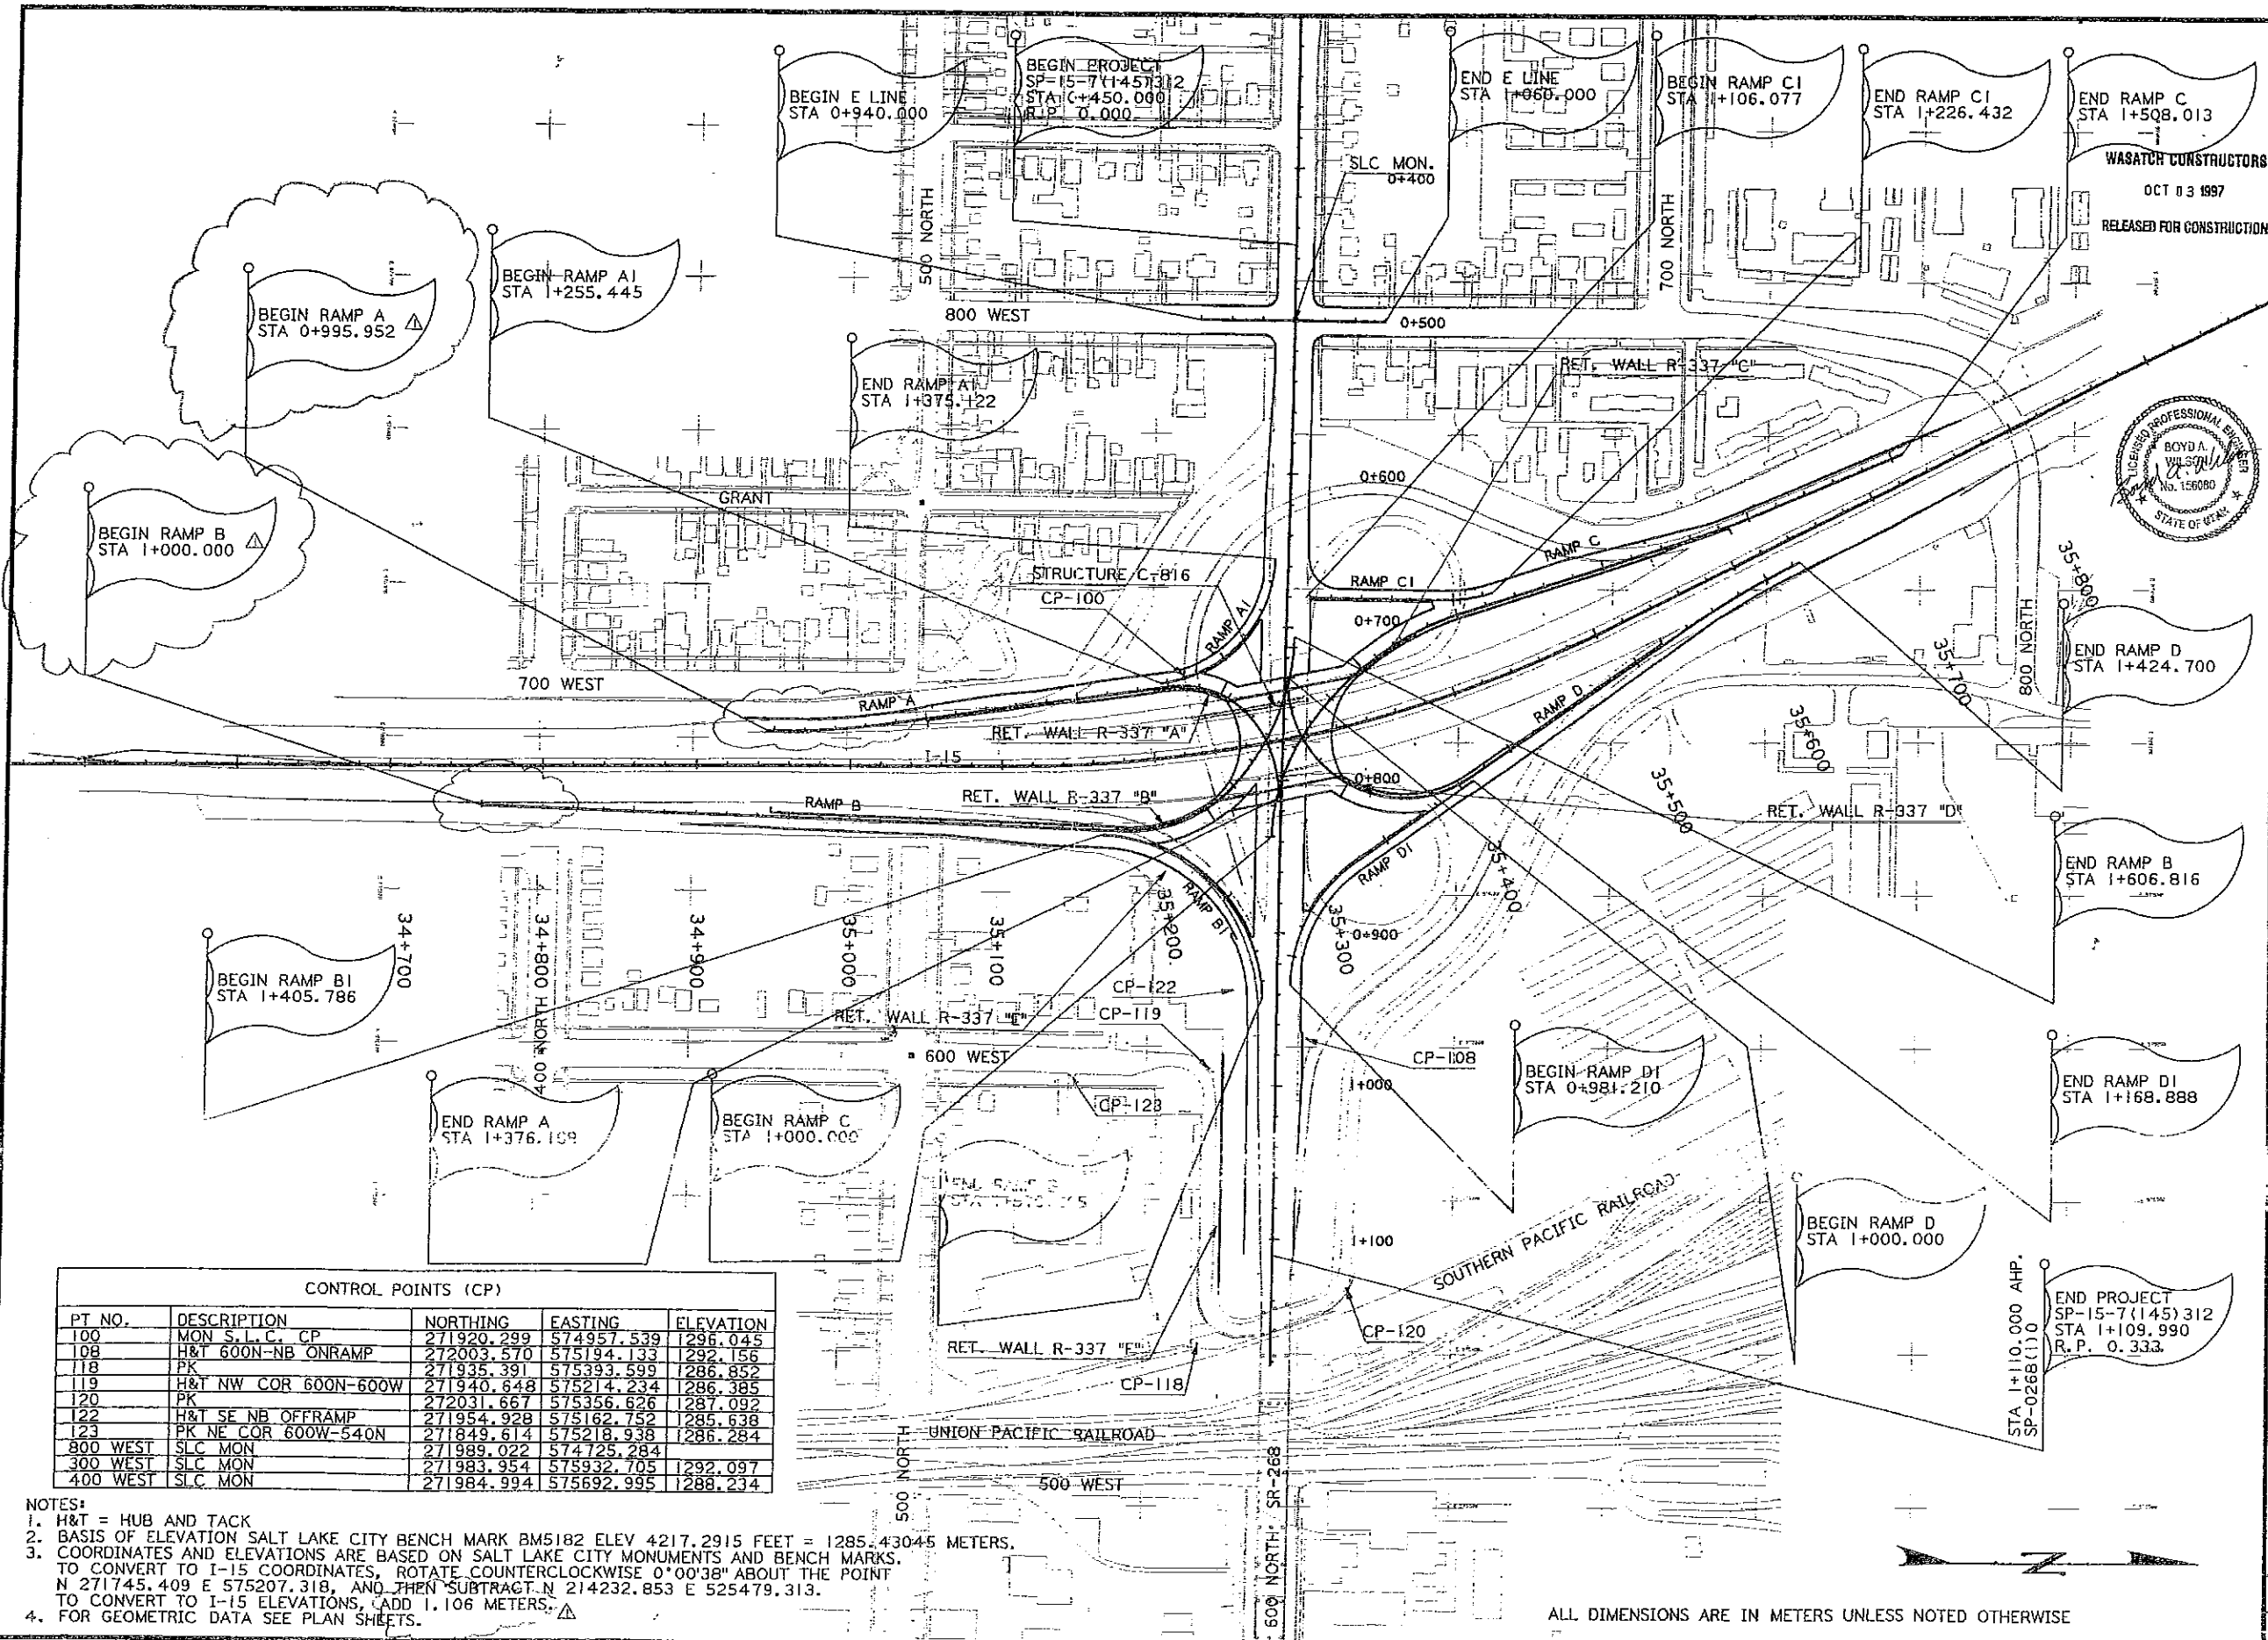 BEGIN E LINE
STA 0+940.000
BEGIN PROJECT
SP-15-7(145)312
STA 0+450.000
R.P. 0.000
END E LINE
STA 1+060.000
BEGIN RAMP C1
STA 1+106.077
END RAMP C1
STA 1+226.432
END RAMP C
STA 1+508.013
WASATCH CONSTRUCTORS
OCT 03 1997
RELEASED FOR CONSTRUCTION
SLC MON.
0+400
500 NORTH
700 NORTH
BEGIN RAMP A1
STA 1+255.445
BEGIN RAMP A
STA 0+995.952
800 WEST
0+500
END RAMP A1
STA 1+375.122
RET. WALL R-337 "C"
LICENSED PROFESSIONAL ENGINEER
BOYD A.
WILSON
No. 156080
STATE OF UTAH
BEGIN RAMP B
STA 1+000.000
GRANT
0+600
RAMP C
STRUCTURE C-816
CP-100
RAMP C1
RAMP A1
0+700
35+800
800 NORTH
END RAMP D
STA 1+424.700
700 WEST
RAMP A
RAMP D
35+700
RET. WALL R-337 "A"
I-15
35+600
0+800
RAMP B
RET. WALL R-337 "B"
35+500
RET. WALL R-337 "D"
RAMP D1
35+400
END RAMP B
STA 1+606.816
RAMP B1
34+700
34+800
400 NORTH
34+900
35+000
35+100
35+200
35+300
0+900
BEGIN RAMP B1
STA 1+405.786
CP-122
RET. WALL R-337 "E"
CP-119
600 WEST
CP-108
BEGIN RAMP D1
STA 0+981.210
END RAMP D1
STA 1+168.888
1+000
CP-123
END RAMP A
STA 1+376.109
BEGIN RAMP C
STA 1+000.000
SOUTHERN PACIFIC RAILROAD
BEGIN RAMP D
STA 1+000.000
1+100
STA 1+110.000 AHP.
SP-0268(1)0
END PROJECT
SP-15-7(145)312
STA 1+109.990
R.P. 0.333
CP-120
RET. WALL R-337 "F"
CP-118
UNION PACIFIC RAILROAD
500 NORTH
500 WEST
600 NORTH SR-268
CONTROL POINTS (CP)
PT NO. DESCRIPTION NORTHING EASTING ELEVATION
100 MON S.L.C. CP 271920.299 574957.539 1296.045
108 H&T 600N-NB ONRAMP 272003.570 575194.133 1292.156
118 PK 271935.391 575393.599 1286.852
119 H&T NW COR 600N-600W 271940.648 575214.234 1286.385
120 PK 272031.667 575356.626 1287.092
122 H&T SE NB OFFRAMP 271954.928 575162.752 1285.638
123 PK NE COR 600W-540N 271849.614 575218.938 1286.284
800 WEST SLC MON 271989.022 574725.284
300 WEST SLC MON 271983.954 575932.705 1292.097
400 WEST SLC MON 271984.994 575692.995 1288.234
NOTES:
1. H&T = HUB AND TACK
2. BASIS OF ELEVATION SALT LAKE CITY BENCH MARK BM5182 ELEV 4217.2915 FEET = 1285.43045 METERS.
3. COORDINATES AND ELEVATIONS ARE BASED ON SALT LAKE CITY MONUMENTS AND BENCH MARKS.
TO CONVERT TO I-15 COORDINATES, ROTATE COUNTERCLOCKWISE 0°00'38" ABOUT THE POINT
N 271745.409 E 575207.318, AND THEN SUBTRACT N 214232.853 E 525479.313.
TO CONVERT TO I-15 ELEVATIONS, ADD 1.106 METERS.
4. FOR GEOMETRIC DATA SEE PLAN SHEETS.
ALL DIMENSIONS ARE IN METERS UNLESS NOTED OTHERWISE